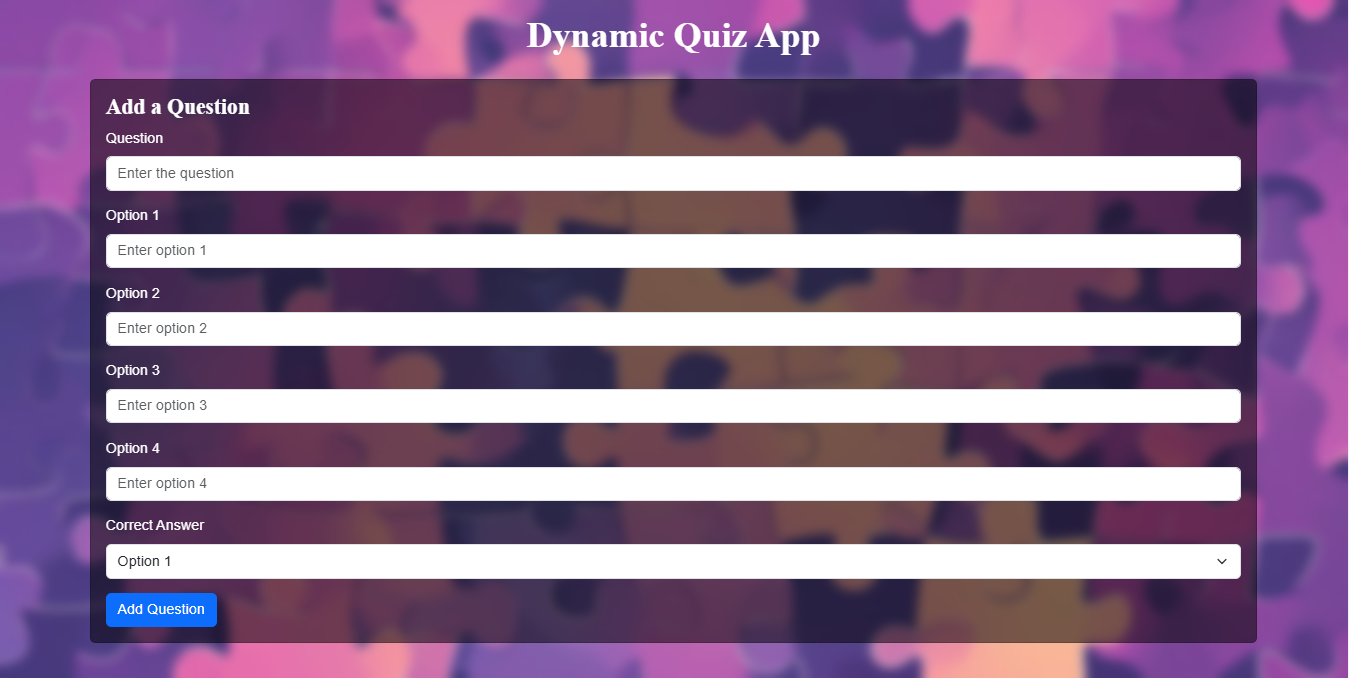 Dynamic Quiz App
Add a Question
Question
Enter the question
Option 1
Enter option 1
Option 2
Enter option 2
Option 3
Enter option 3
Option 4
Enter option 4
Correct Answer
Option 1
Add Question